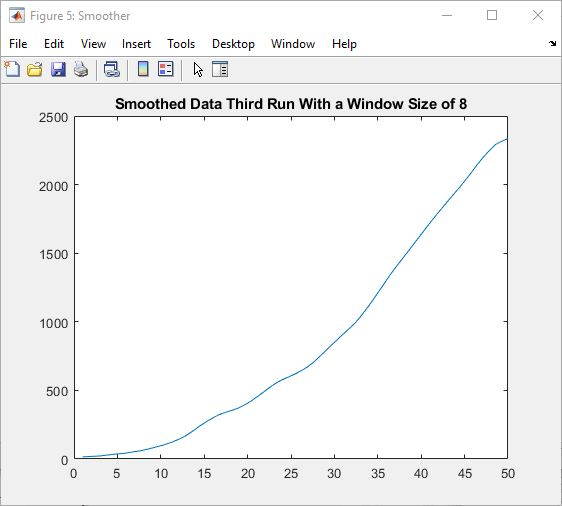 Figure 5: Smoother
File Edit View Insert Tools Desktop Window Help
Smoothed Data Third Run With a Window Size of 8
2500
2000
1500
1000
500
0
0 5 10 15 20 25 30 35 40 45 50